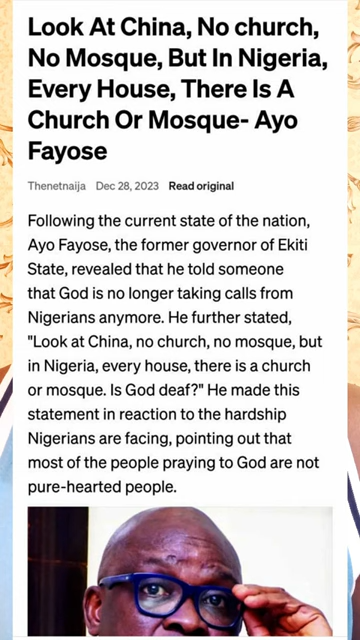 Look At China, No church,
No Mosque, But In Nigeria,
Every House, There Is A
Church Or Mosque- Ayo
Fayose
Thenetnaija Dec 28, 2023 Read original
Following the current state of the nation,
Ayo Fayose, the former governor of Ekiti
State, revealed that he told someone
that God is no longer taking calls from
Nigerians anymore. He further stated,
"Look at China, no church, no mosque, but
in Nigeria, every house, there is a church
or mosque. Is God deaf?" He made this
statement in reaction to the hardship
Nigerians are facing, pointing out that
most of the people praying to God are not
pure-hearted people.